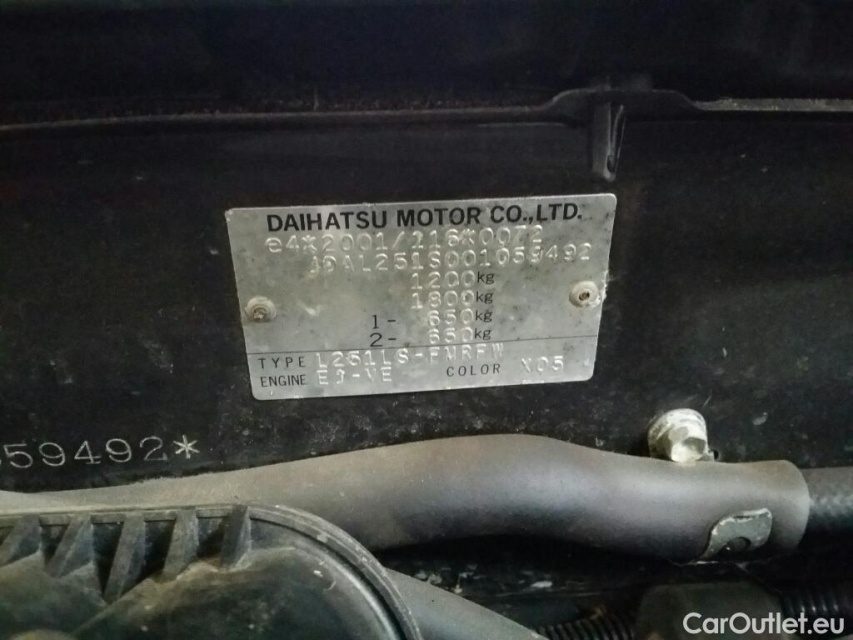 DAIHATSU MOTOR CO.,LTD.
e4*2001/116*0072
JDAL251S001059492
1200kg
1800kg
1- 650kg
2- 650kg
TYPE L251LS-FMRFW
ENGINE EJ-VE COLOR X05
59492*
CarOutlet.eu